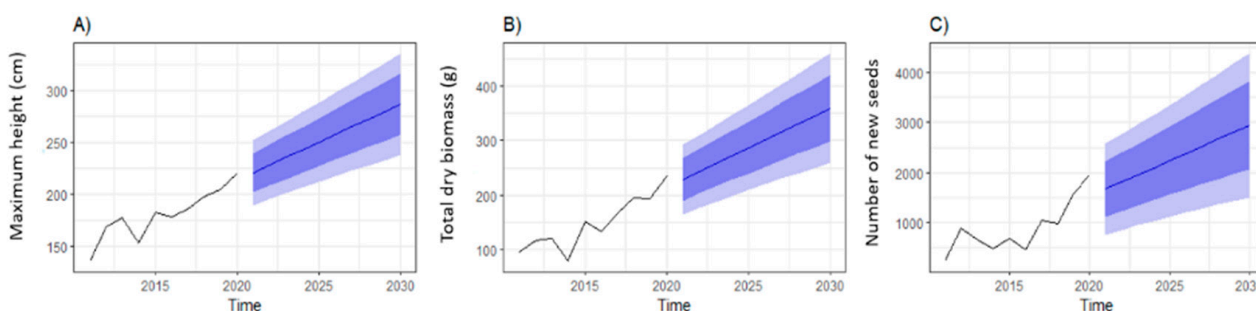 A)
Maximum height (cm)
300
250
200
150
2015 2020 2025 2030
Time
B)
Total dry biomass (g)
400
300
200
100
2015 2020 2025 2030
Time
C)
Number of new seeds
4000
3000
2000
1000
2015 2020 2025 2030
Time